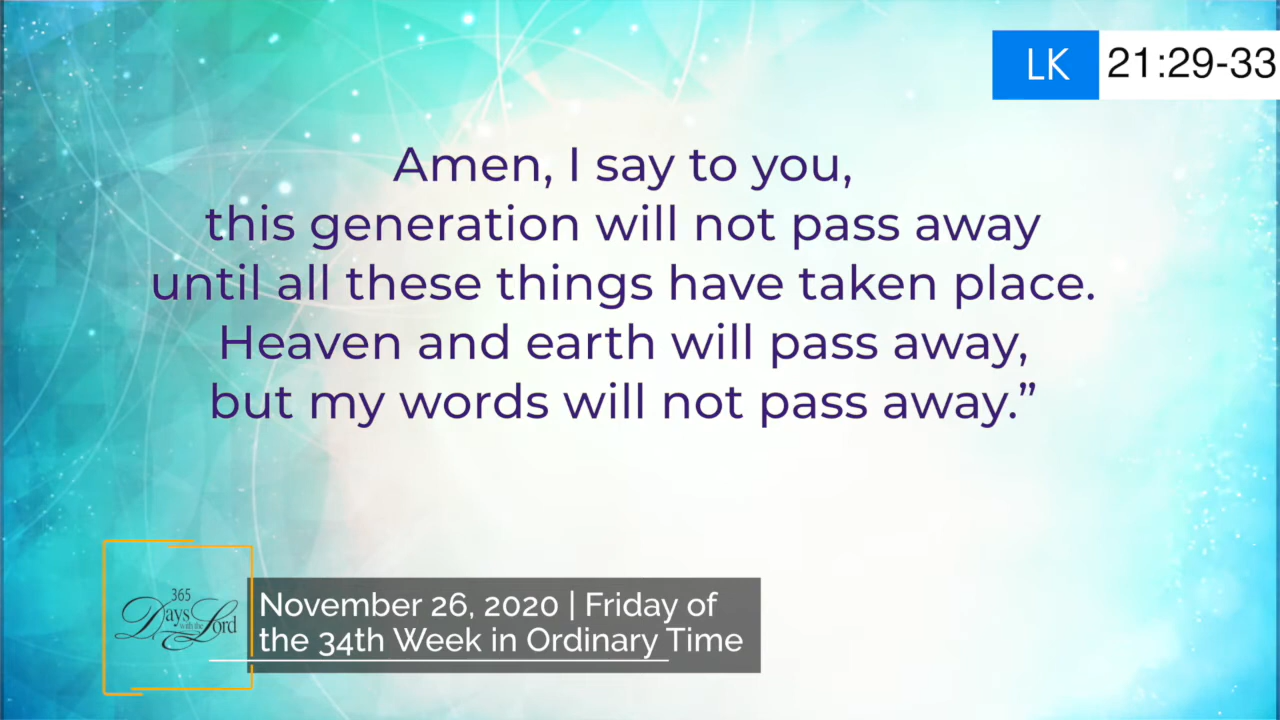 LK 21:29-33
Amen, I say to you,
this generation will not pass away
until all these things have taken place.
Heaven and earth will pass away,
but my words will not pass away.”
365
Days with the Lord
November 26, 2020 | Friday of
the 34th Week in Ordinary Time